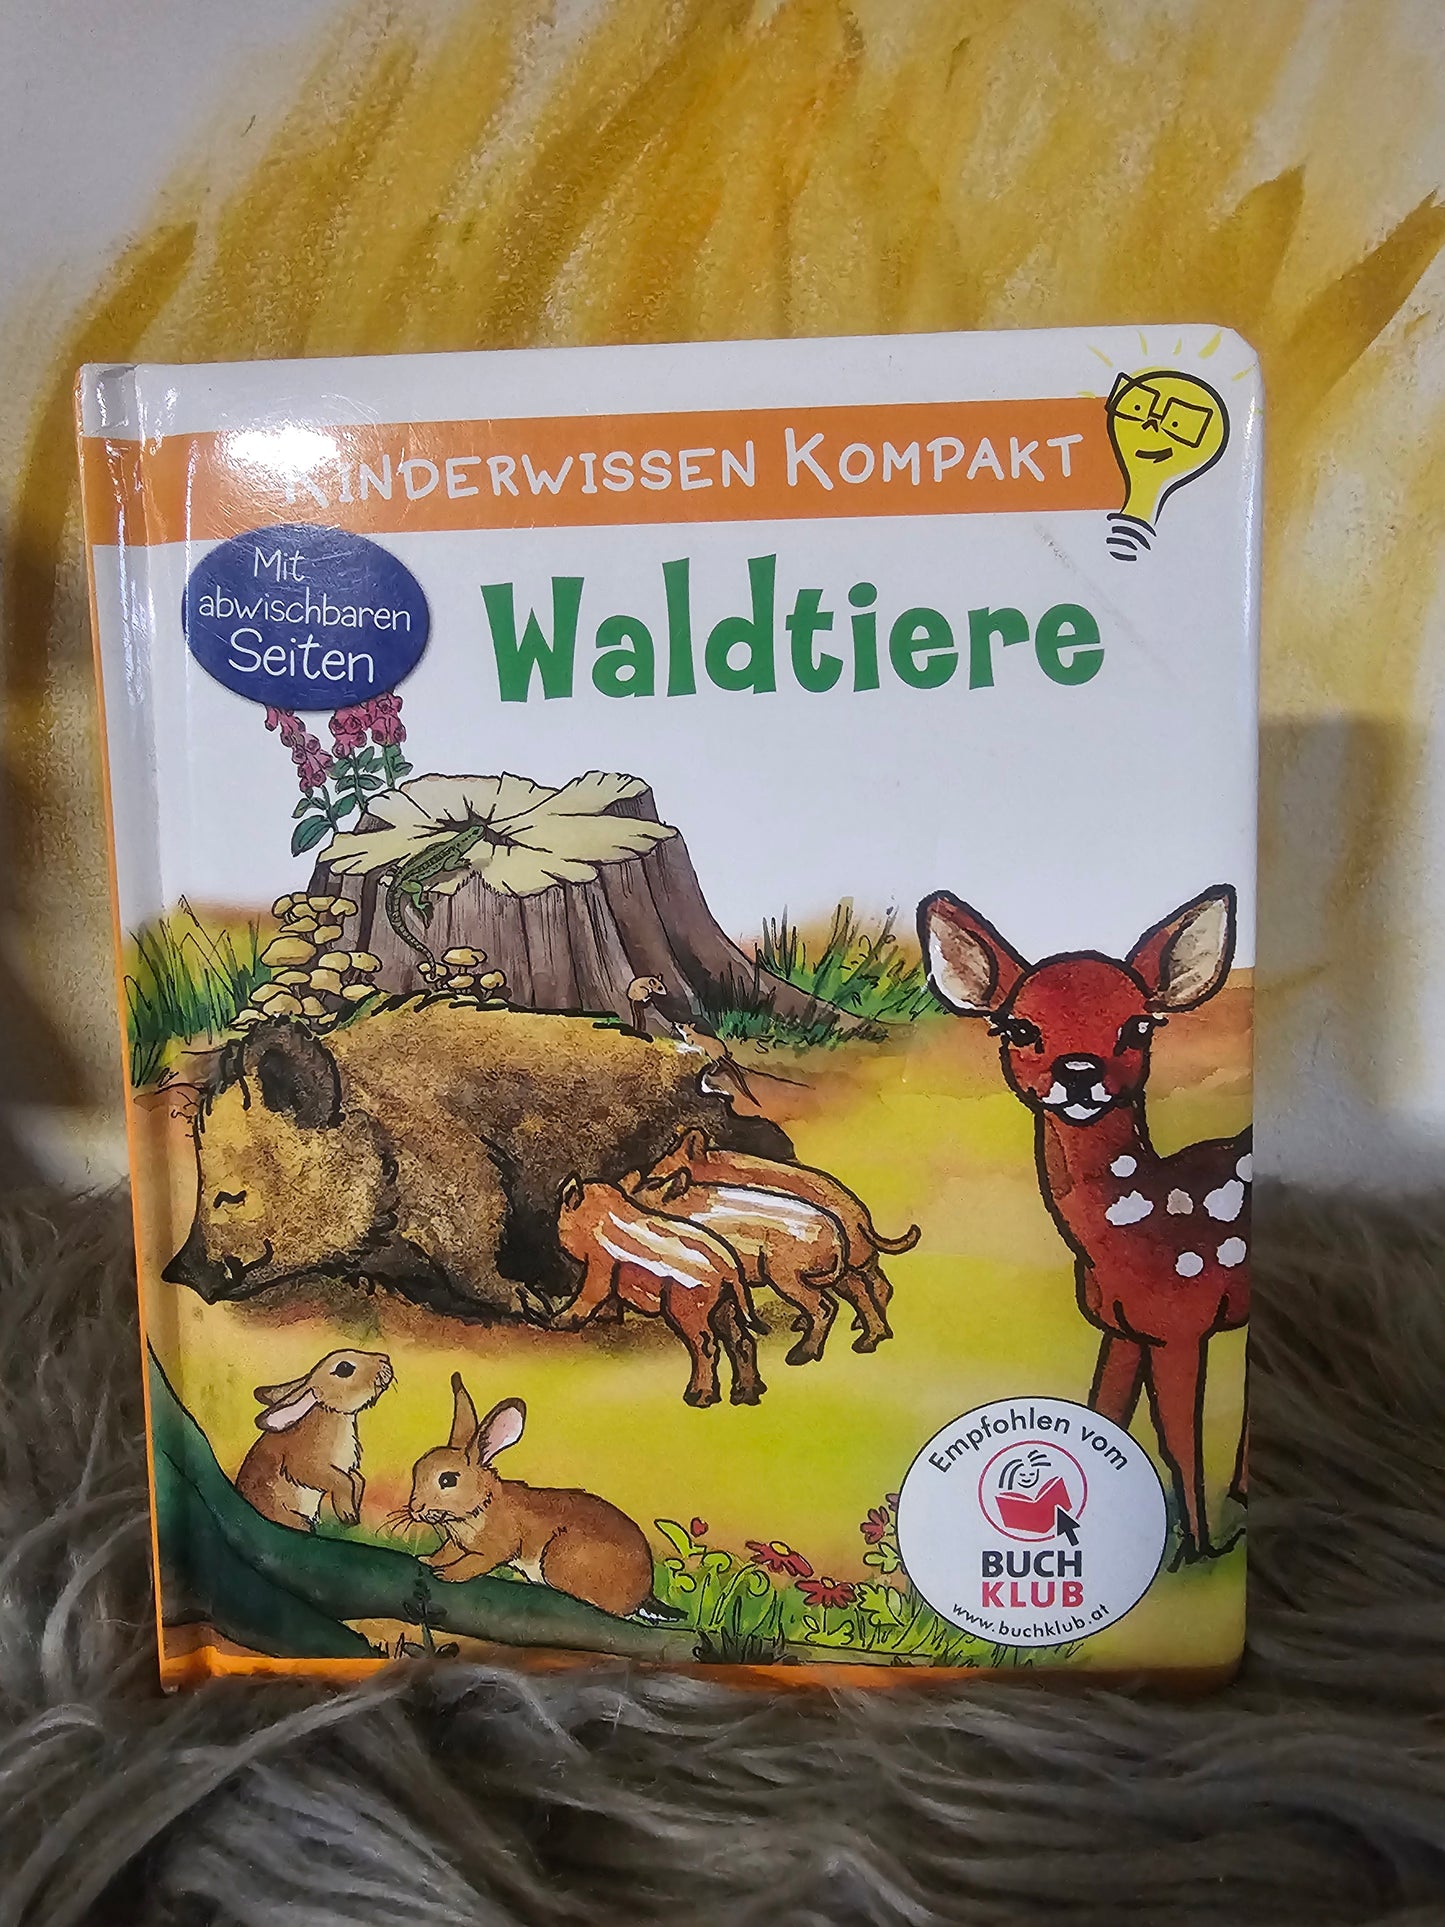 KINDERWISSEN KOMPAKT
Mit
abwischbaren
Seiten
Waldtiere
Empfohlen vom
BUCH
KLUB
www.buchklub.at